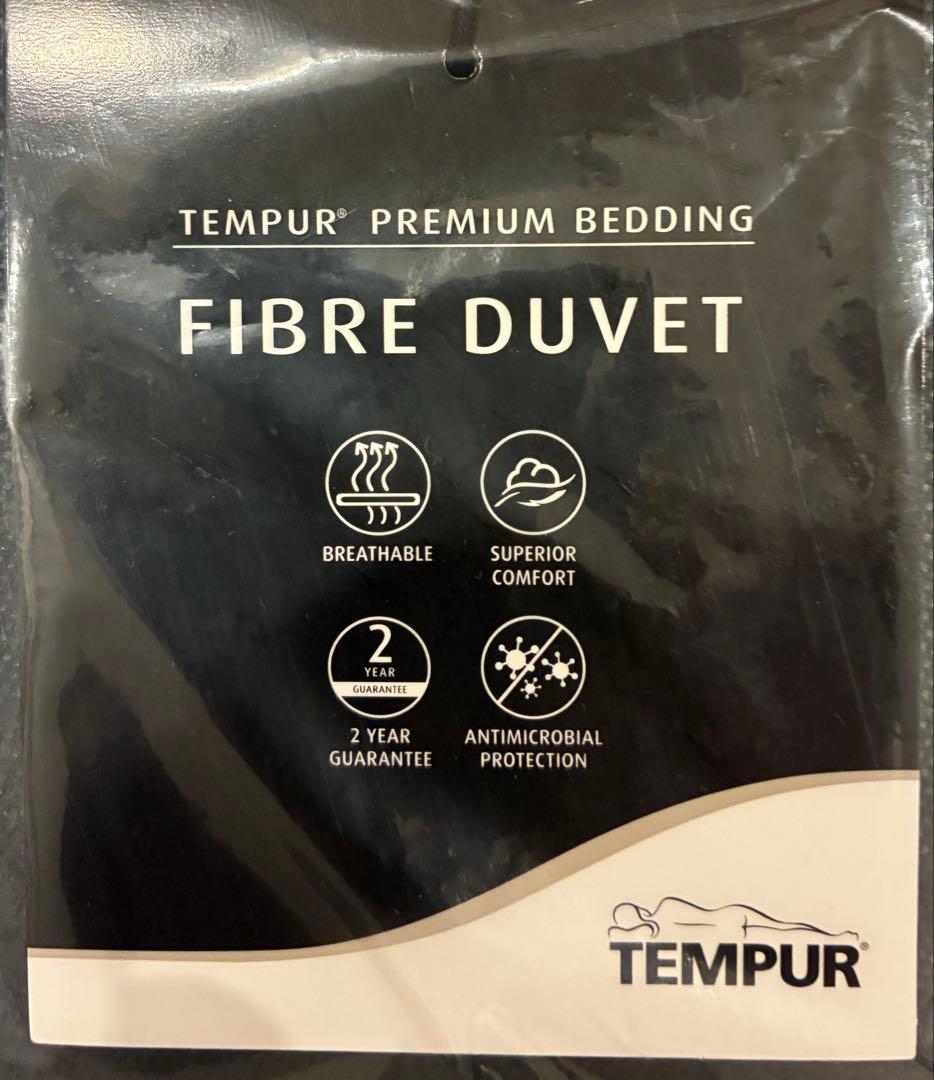 TEMPUR® PREMIUM BEDDING
FIBRE DUVET
BREATHABLE
SUPERIOR
COMFORT
2
YEAR
GUARANTEE
2 YEAR
GUARANTEE
ANTIMICROBIAL
PROTECTION
TEMPUR®